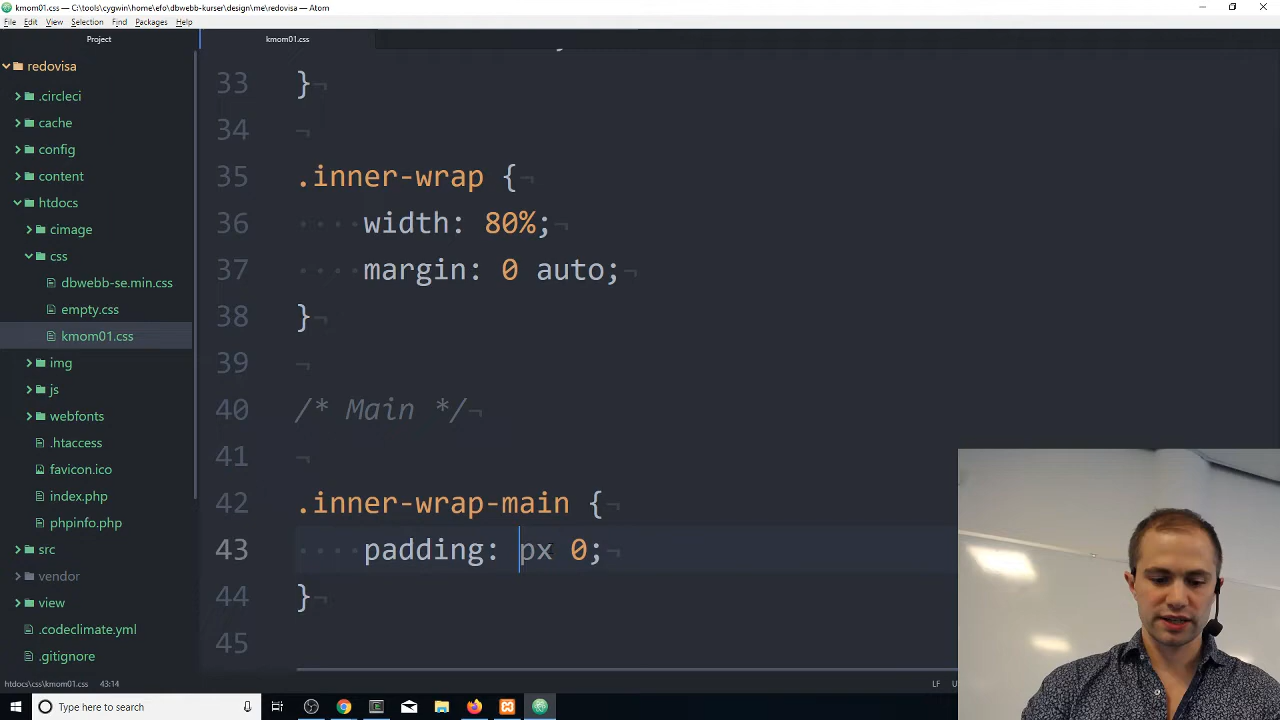 kmom01.css — C:\tools\cygwin\home\efo\dbwebb-kurser\design\me\redovisa — Atom
File Edit View Selection Find Packages Help
Project
kmom01.css
redovisa
.circleci
cache
config
content
htdocs
cimage
css
dbwebb-se.min.css
empty.css
kmom01.css
img
js
webfonts
.htaccess
favicon.ico
index.php
phpinfo.php
src
vendor
view
.codeclimate.yml
.gitignore
33 }¬
34 ¬
35 .inner-wrap {¬
36 ····width: 80%;¬
37 ····margin: 0 auto;¬
38 }¬
39 ¬
40 /* Main */¬
41 ¬
42 .inner-wrap-main {¬
43 ····padding: px 0;¬
44 }¬
45
htdocs\css\kmom01.css 43:14 LF
Type here to search